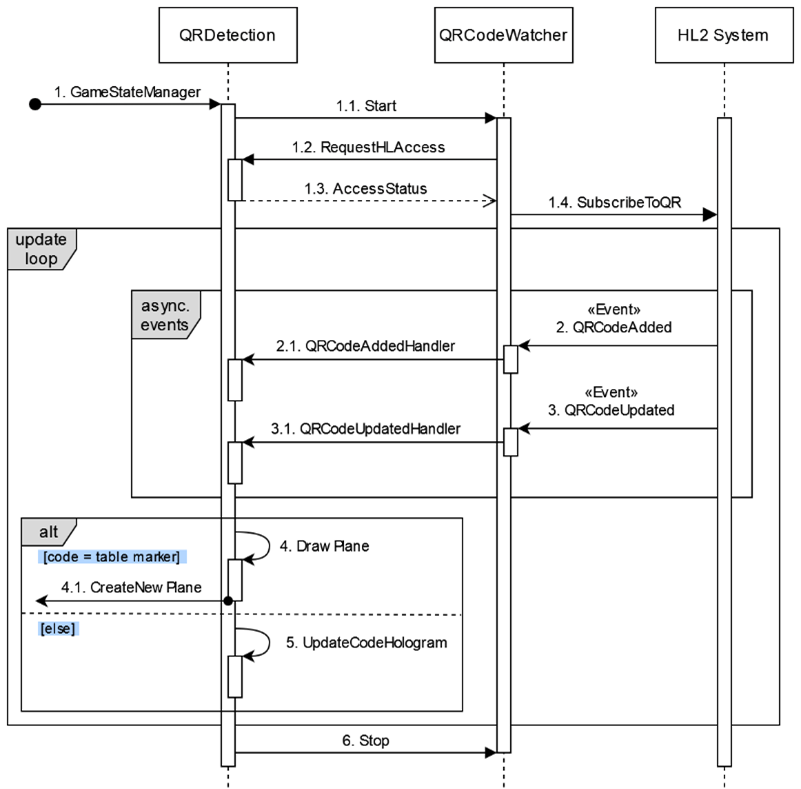 QRDetection
QRCodeWatcher
HL2 System
1. GameStateManager
1.1. Start
1.2. RequestHLAccess
1.3. AccessStatus
1.4. SubscribeToQR
update
loop
async.
events
«Event»
2. QRCodeAdded
2.1. QRCodeAddedHandler
«Event»
3. QRCodeUpdated
3.1. QRCodeUpdatedHandler
alt
[code = table marker]
4. Draw Plane
4.1. CreateNew Plane
[else]
5. UpdateCodeHologram
6. Stop